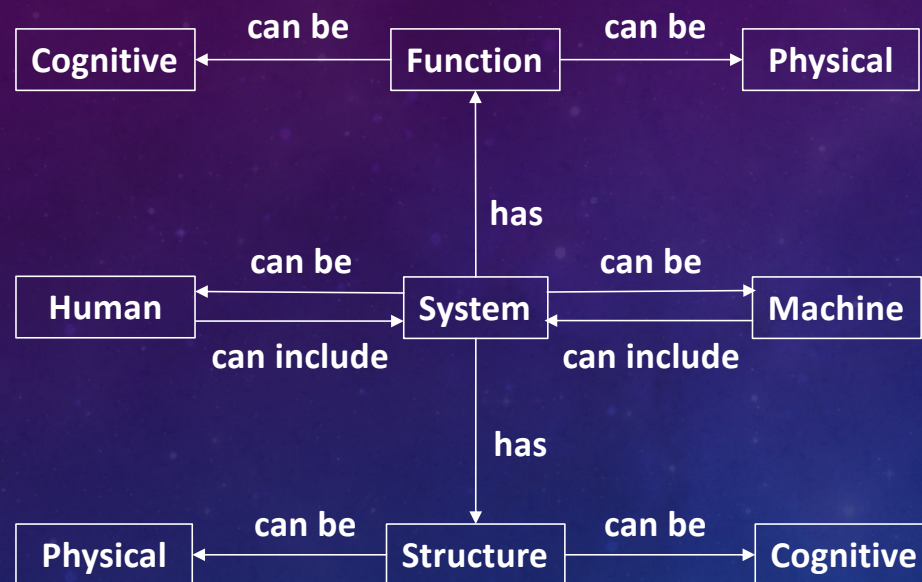 can be can be
Cognitive Function Physical
has
can be can be
Human System Machine
can include can include
has
can be can be
Physical Structure Cognitive